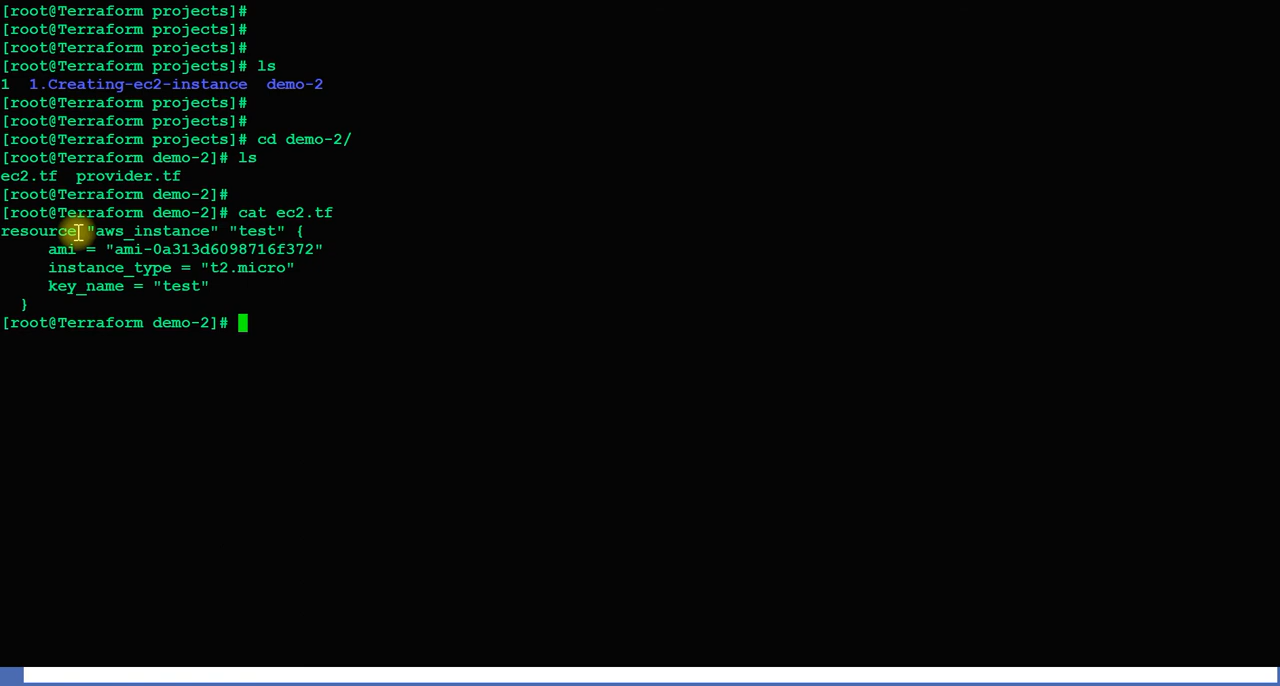 [root@Terraform projects]#
[root@Terraform projects]#
[root@Terraform projects]#
[root@Terraform projects]# ls
1  1.Creating-ec2-instance  demo-2
[root@Terraform projects]#
[root@Terraform projects]#
[root@Terraform projects]# cd demo-2/
[root@Terraform demo-2]# ls
ec2.tf  provider.tf
[root@Terraform demo-2]#
[root@Terraform demo-2]# cat ec2.tf
resource "aws_instance" "test" {
     ami = "ami-0a313d6098716f372"
     instance_type = "t2.micro"
     key_name = "test"
  }
[root@Terraform demo-2]#